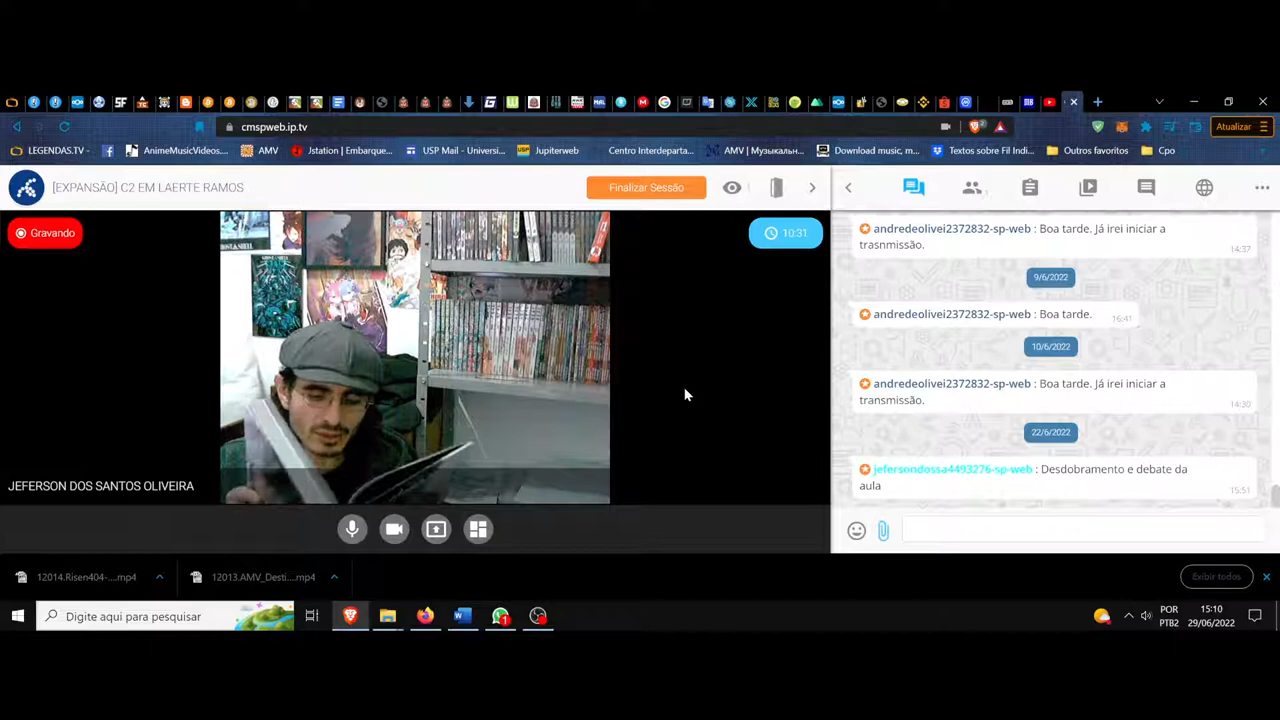 cmspweb.ip.tv
Atualizar
LEGENDAS.TV -
AnimeMusicVideos...
AMV
Jstation | Embarque...
USP Mail - Universi...
Jupiterweb
Centro Interdeparta...
AMV | Музыкальн...
Download music, m...
Textos sobre Fil Indi...
Outros favoritos
Cpo
[EXPANSÃO] C2 EM LAERTE RAMOS
Finalizar Sessão
1
1
Gravando
10:31
JEFERSON DOS SANTOS OLIVEIRA
andredeolivei2372832-sp-web : Boa tarde. Já irei iniciar a
trasnmissão.
14:37
9/6/2022
andredeolivei2372832-sp-web : Boa tarde.
16:41
10/6/2022
andredeolivei2372832-sp-web : Boa tarde. Já irei iniciar a
transmissão.
14:30
22/6/2022
jefersondossa4493276-sp-web : Desdobramento e debate da
aula
15:51
12014.Risen404-....mp4
12013.AMV_Desti....mp4
Exibir todos
Digite aqui para pesquisar
POR
PTB2
15:10
29/06/2022